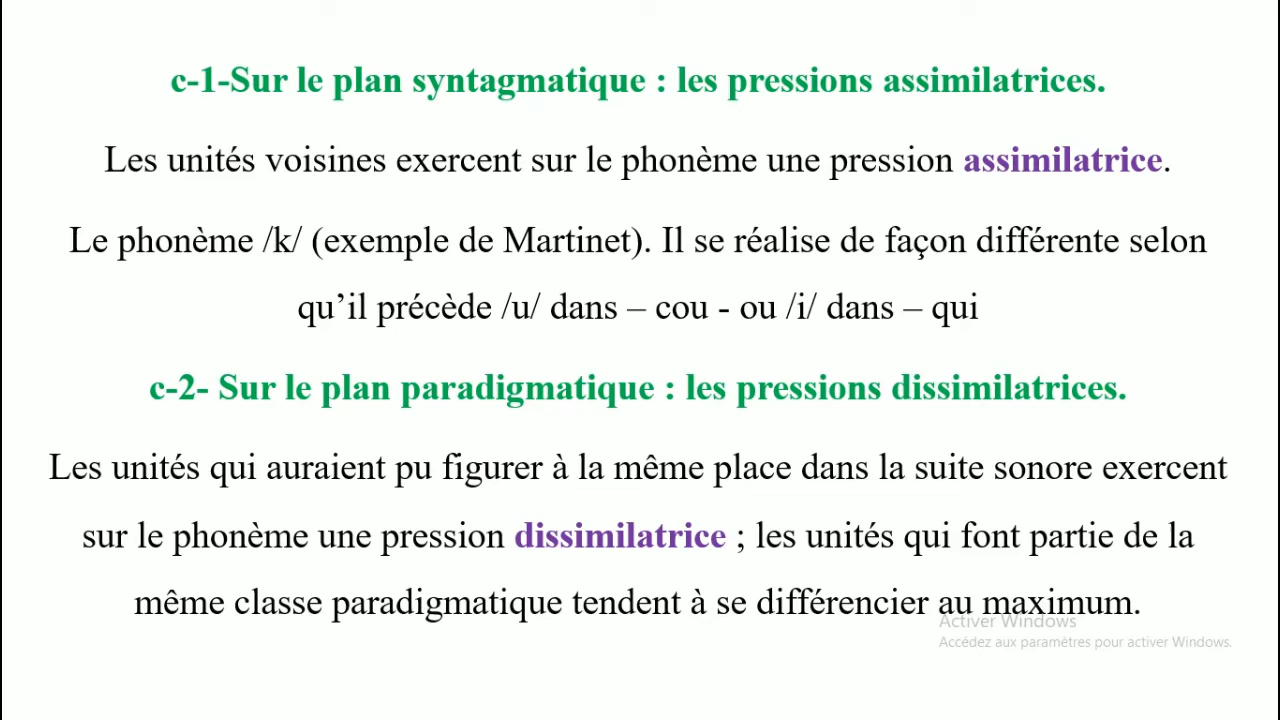 c-1-Sur le plan syntagmatique : les pressions assimilatrices.
Les unités voisines exercent sur le phonème une pression assimilatrice.
Le phonème /k/ (exemple de Martinet). Il se réalise de façon différente selon
qu’il précède /u/ dans – cou - ou /i/ dans – qui
c-2- Sur le plan paradigmatique : les pressions dissimilatrices.
Les unités qui auraient pu figurer à la même place dans la suite sonore exercent
sur le phonème une pression dissimilatrice ; les unités qui font partie de la
même classe paradigmatique tendent à se différencier au maximum.
Activer Windows
Accédez aux paramètres pour activer Windows.